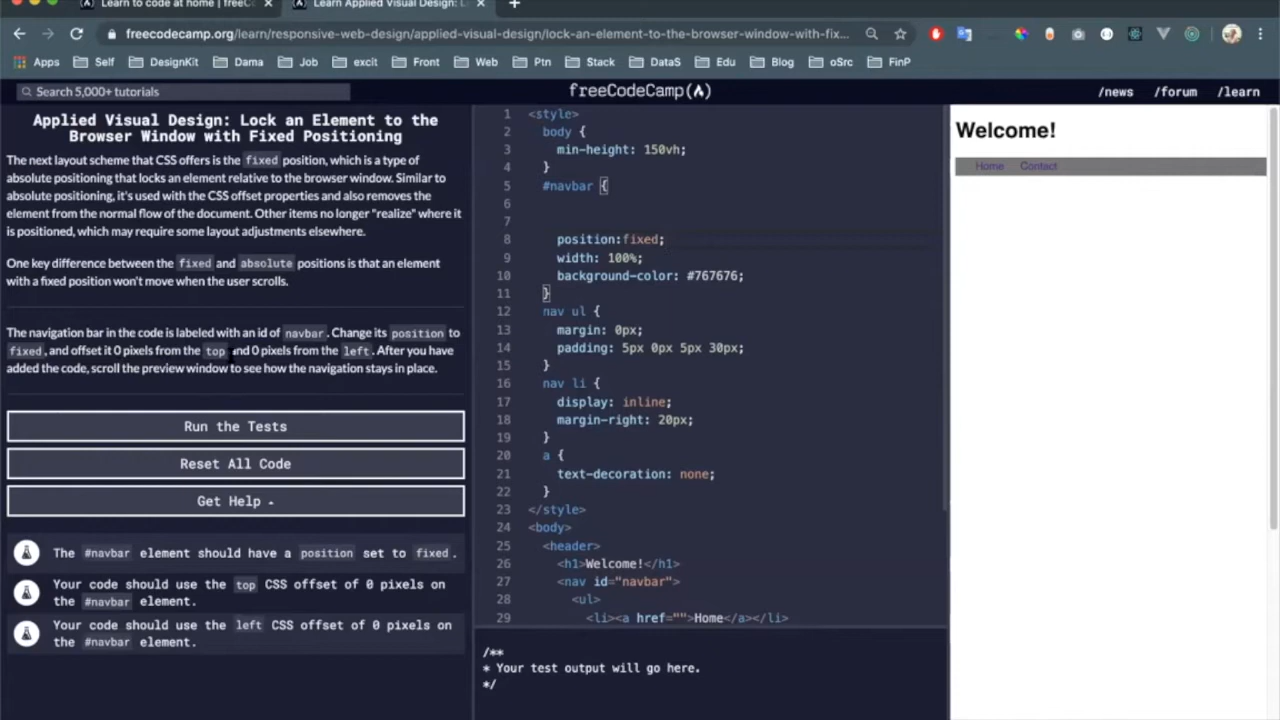 Learn to code at home | freeCo
Learn Applied Visual Design: L
freecodecamp.org/learn/responsive-web-design/applied-visual-design/lock-an-element-to-the-browser-window-with-fix...
Apps Self DesignKit Dama Job excit Front Web Ptn Stack DataS Edu Blog oSrc FinP
Search 5,000+ tutorials
freeCodeCamp
/news /forum /learn
Applied Visual Design: Lock an Element to the
Browser Window with Fixed Positioning
The next layout scheme that CSS offers is the fixed position, which is a type of
absolute positioning that locks an element relative to the browser window. Similar to
absolute positioning, it's used with the CSS offset properties and also removes the
element from the normal flow of the document. Other items no longer "realize" where it
is positioned, which may require some layout adjustments elsewhere.
One key difference between the fixed and absolute positions is that an element
with a fixed position won't move when the user scrolls.
The navigation bar in the code is labeled with an id of navbar. Change its position to
fixed, and offset it 0 pixels from the top and 0 pixels from the left. After you have
added the code, scroll the preview window to see how the navigation stays in place.
Run the Tests
Reset All Code
Get Help
The #navbar element should have a position set to fixed.
Your code should use the top CSS offset of 0 pixels on
the #navbar element.
Your code should use the left CSS offset of 0 pixels on
the #navbar element.
1 <style>
2 body {
3 min-height: 150vh;
4 }
5 #navbar {
6
7
8 position:fixed;
9 width: 100%;
10 background-color: #767676;
11 }
12 nav ul {
13 margin: 0px;
14 padding: 5px 0px 5px 30px;
15 }
16 nav li {
17 display: inline;
18 margin-right: 20px;
19 }
20 a {
21 text-decoration: none;
22 }
23 </style>
24 <body>
25 <header>
26 <h1>Welcome!</h1>
27 <nav id="navbar">
28 <ul>
29 <li><a href="">Home</a></li>
/**
* Your test output will go here.
*/
Welcome!
Home Contact